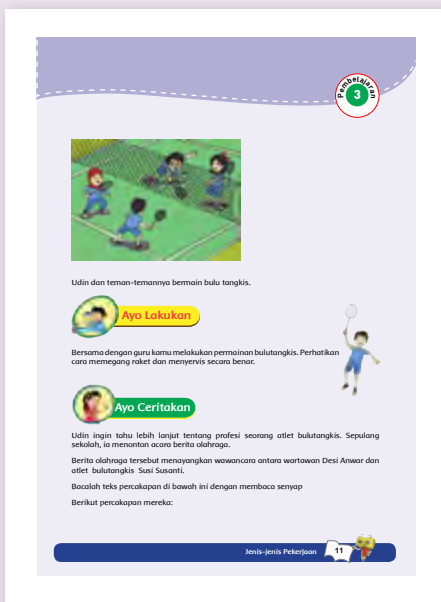 Pembelajaran
3
Udin dan teman-temannya bermain bulu tangkis.
Ayo Lakukan
Bersama dengan guru kamu melakukan permainan bulutangkis. Perhatikan
cara memegang raket dan menyervis secara benar.
Ayo Ceritakan
Udin ingin tahu lebih lanjut tentang profesi seorang atlet bulutangkis. Sepulang
sekolah, ia menonton acara berita olahraga.
Berita olahraga tersebut menayangkan wawancara antara wartawan Desi Anwar dan
atlet bulutangkis Susi Susanti.
Bacalah teks percakapan di bawah ini dengan membaca senyap
Berikut percakapan mereka:
Jenis-jenis Pekerjaan
11